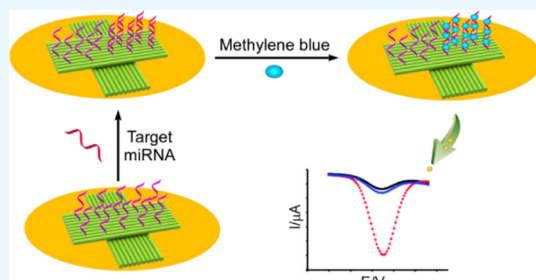 Methylene blue
Target
miRNA
I/μA
E/V